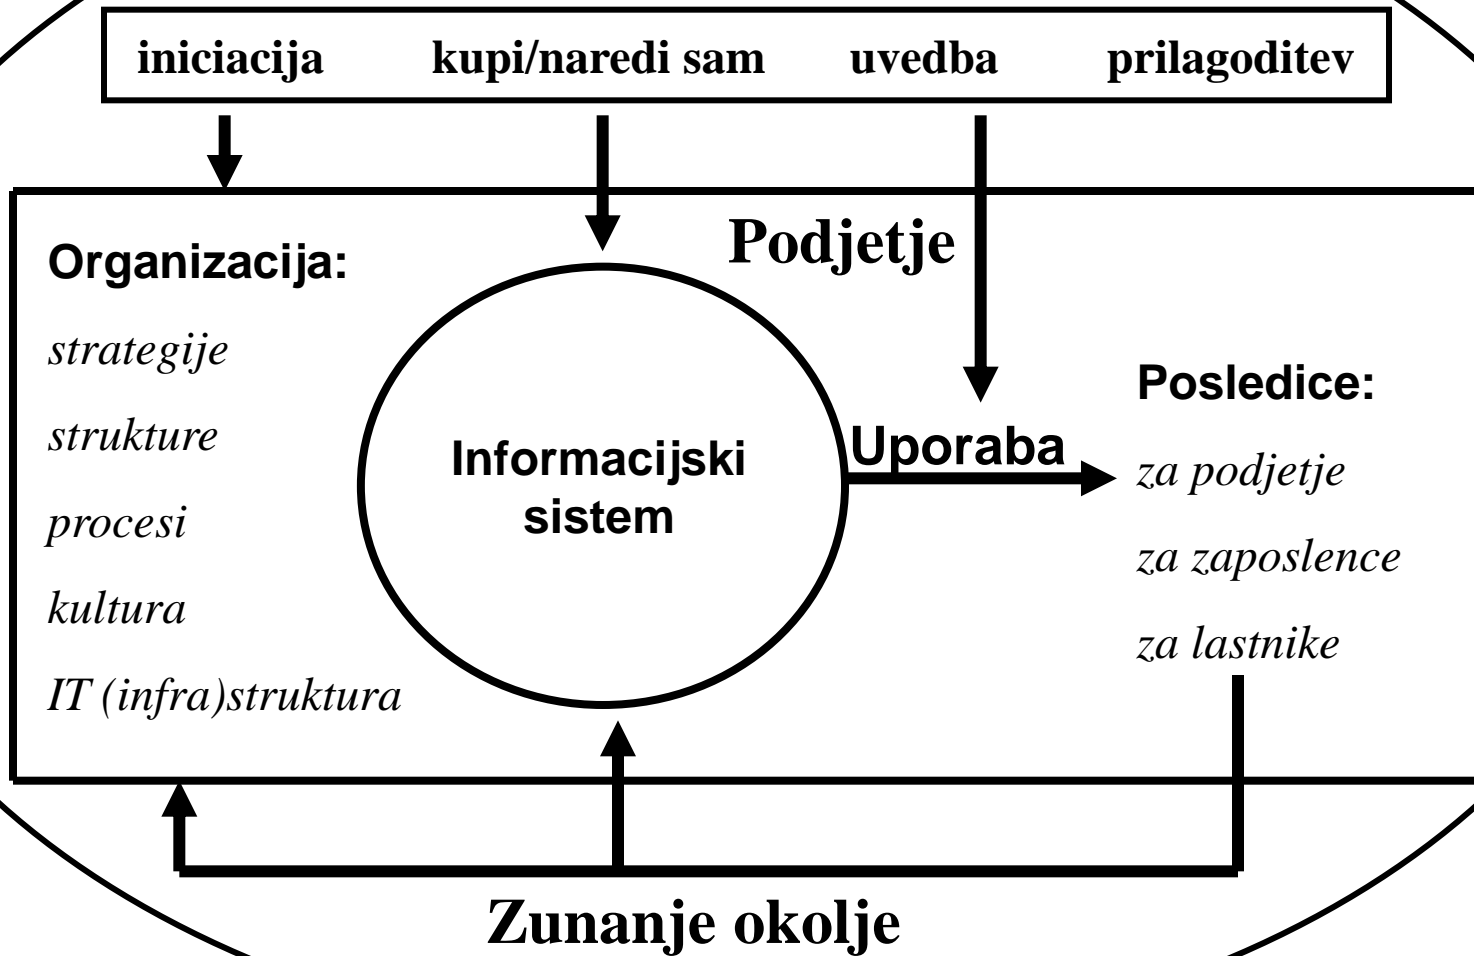 iniciacija kupi/naredi sam uvedba prilagoditev
Podjetje
Organizacija:
strategije
strukture
procesi
kultura
IT (infra)struktura
Informacijski
sistem
Uporaba
Posledice:
za podjetje
za zaposlence
za lastnike
Zunanje okolje